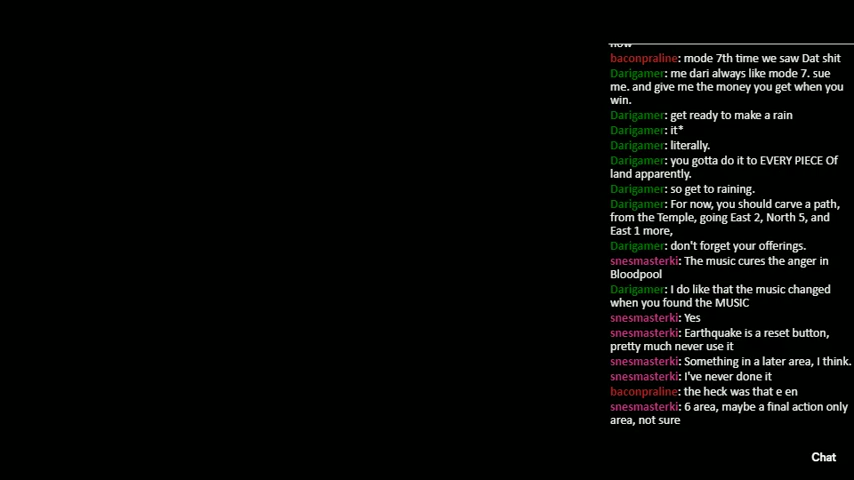 now
baconpraline: mode 7th time we saw Dat shit
Darigamer: me dari always like mode 7. sue
me. and give me the money you get when you
win.
Darigamer: get ready to make a rain
Darigamer: it*
Darigamer: literally.
Darigamer: you gotta do it to EVERY PIECE Of
land apparently.
Darigamer: so get to raining.
Darigamer: For now, you should carve a path,
from the Temple, going East 2, North 5, and
East 1 more,
Darigamer: don't forget your offerings.
snesmasterki: The music cures the anger in
Bloodpool
Darigamer: I do like that the music changed
when you found the MUSIC
snesmasterki: Yes
snesmasterki: Earthquake is a reset button,
pretty much never use it
snesmasterki: Something in a later area, I think.
snesmasterki: I've never done it
baconpraline: the heck was that e en
snesmasterki: 6 area, maybe a final action only
area, not sure
Chat